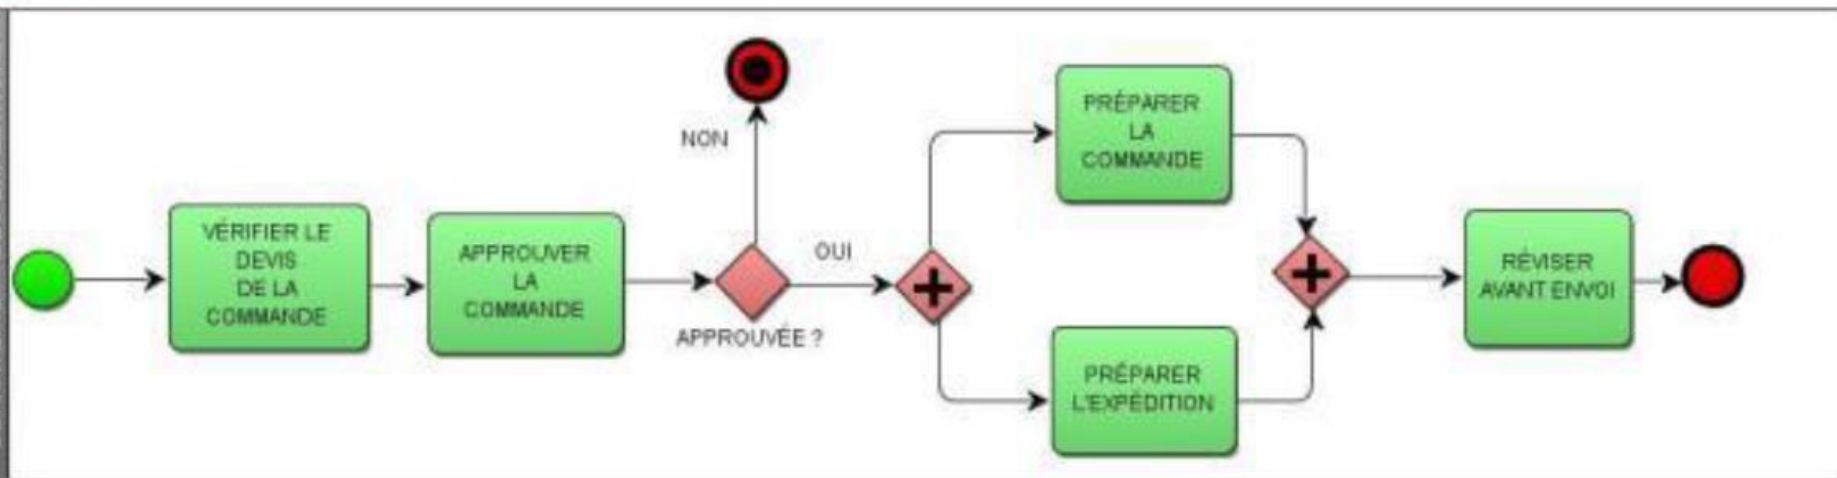 VÉRIFIER LE
DEVIS
DE LA
COMMANDE
APPROUVER
LA
COMMANDE
NON
OUI
APPROUVÉE ?
PRÉPARER
LA
COMMANDE
PRÉPARER
L'EXPÉDITION
RÉVISER
AVANT ENVOI